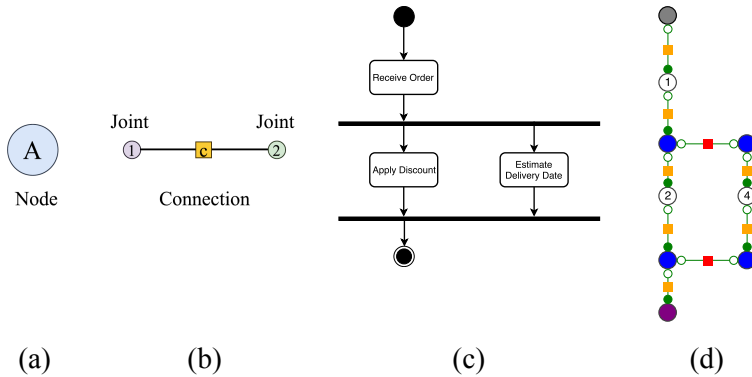 A
Node
Joint
Joint
1
c
2
Connection
Receive Order
Apply Discount
Estimate
Delivery Date
1
2
4
(a)
(b)
(c)
(d)